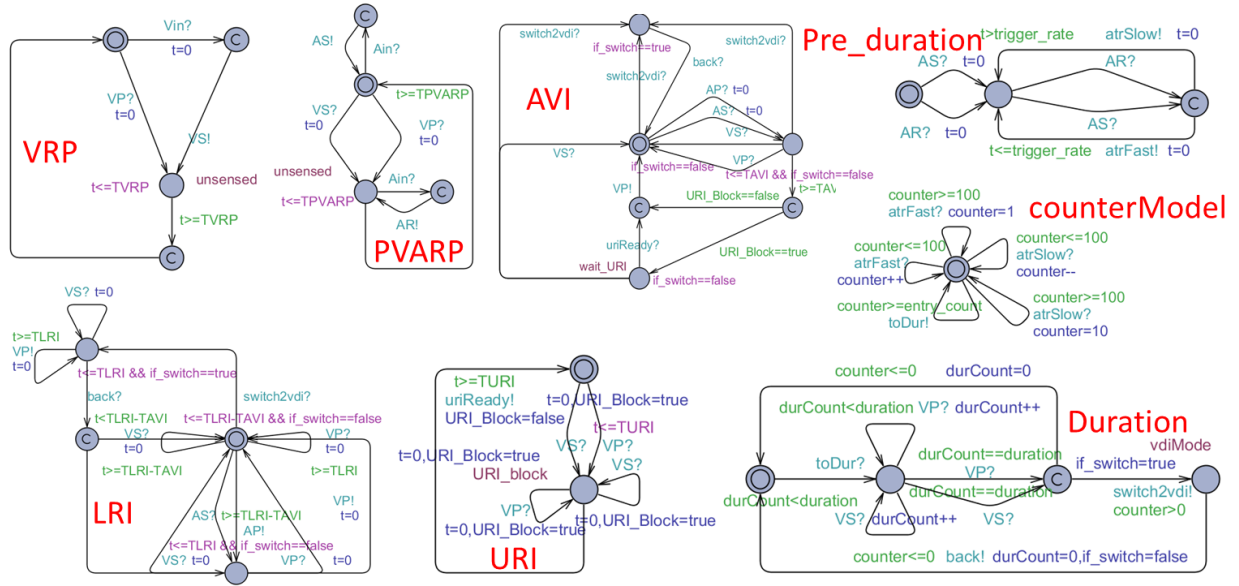 VRP
Vin?
t=0
VP?
t=0
VS!
t<=TVRP
unsensed
t>=TVRP
C
C
PVARP
C
AS!
Ain?
t>=TPVARP
VS?
t=0
VP?
t=0
unsensed
t<=TPVARP
Ain?
C
AR!
AVI
switch2vdi?
if_switch==true
switch2vdi?
switch2vdi?
back?
AP? t=0
AS? t=0
VS?
VS?
VP?
if_switch==false
t<=TAVI && if_switch==false
t>=TAV
VP!
URI_Block==false
C
C
uriReady?
URI_Block==true
wait_URI
if_switch==false
Pre_duration
t>trigger_rate atrSlow! t=0
AS? t=0
AR?
AR? t=0
AS?
C
t<=trigger_rate atrFast! t=0
counterModel
counter>=100
atrFast? counter=1
counter<=100
atrFast?
counter++
counter<=100
atrSlow?
counter--
counter>=entry_count
toDur!
counter>=100
atrSlow?
counter=10
LRI
VS? t=0
t>=TLRI
VP!
t=0
t<=TLRI && if_switch==true
back?
switch2vdi?
t<TLRI-TAVI
t<=TLRI-TAVI && if_switch==false
C
VS?
t=0
VP?
t=0
t>=TLRI-TAVI
t>=TLRI
AS?
t>=TLRI-TAVI
AP!
VP!
t=0
t<=TLRI && if_switch==false
VS? t=0
VP? t=0
URI
t>=TURI
uriReady!
URI_Block=false
t=0,URI_Block=true
t<=TURI
VS?
VP?
t=0,URI_Block=true
URI_block
VS?
VP?
t=0,URI_Block=true
t=0,URI_Block=true
Duration
counter<=0 durCount=0
durCount<duration VP? durCount++
vdiMode
toDur?
durCount==duration
VP?
C
if_switch=true
durCount<duration
durCount==duration
switch2vdi!
counter>0
VS?
durCount++
VS?
counter<=0 back! durCount=0,if_switch=false